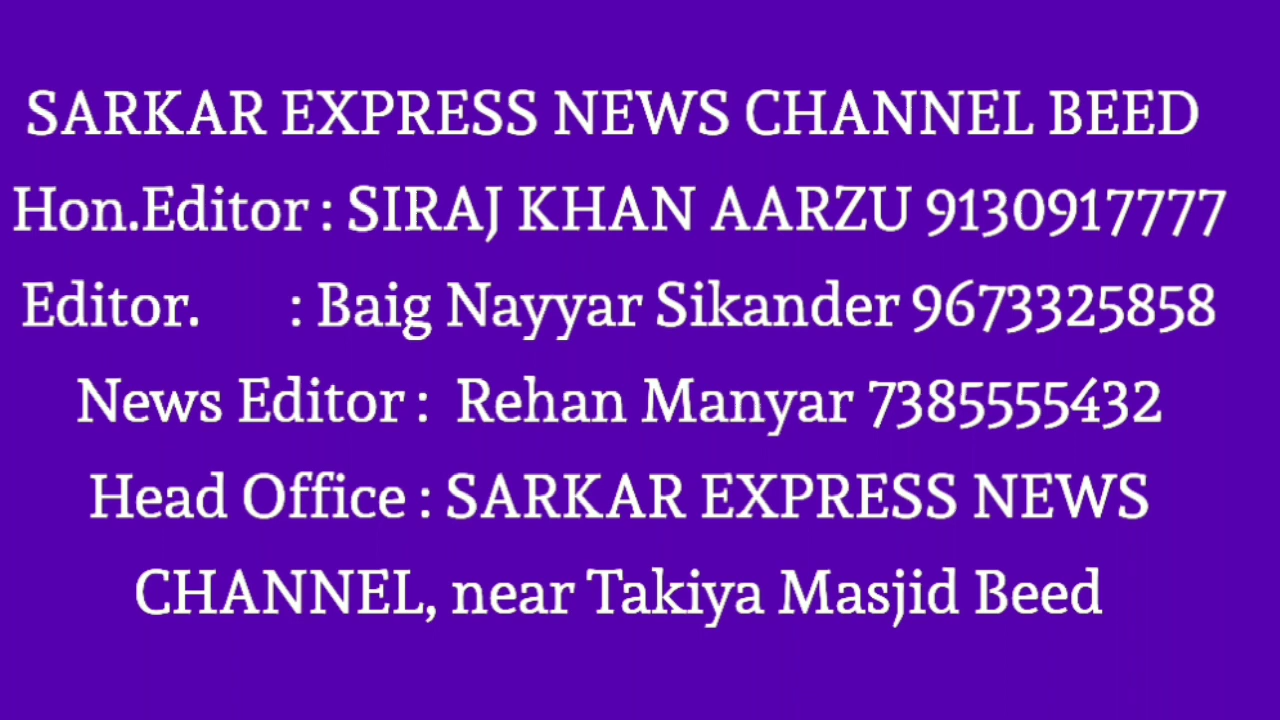 SARKAR EXPRESS NEWS CHANNEL BEED
Hon.Editor : SIRAJ KHAN AARZU 9130917777
Editor. : Baig Nayyar Sikander 9673325858
News Editor : Rehan Manyar 7385555432
Head Office : SARKAR EXPRESS NEWS
CHANNEL, near Takiya Masjid Beed